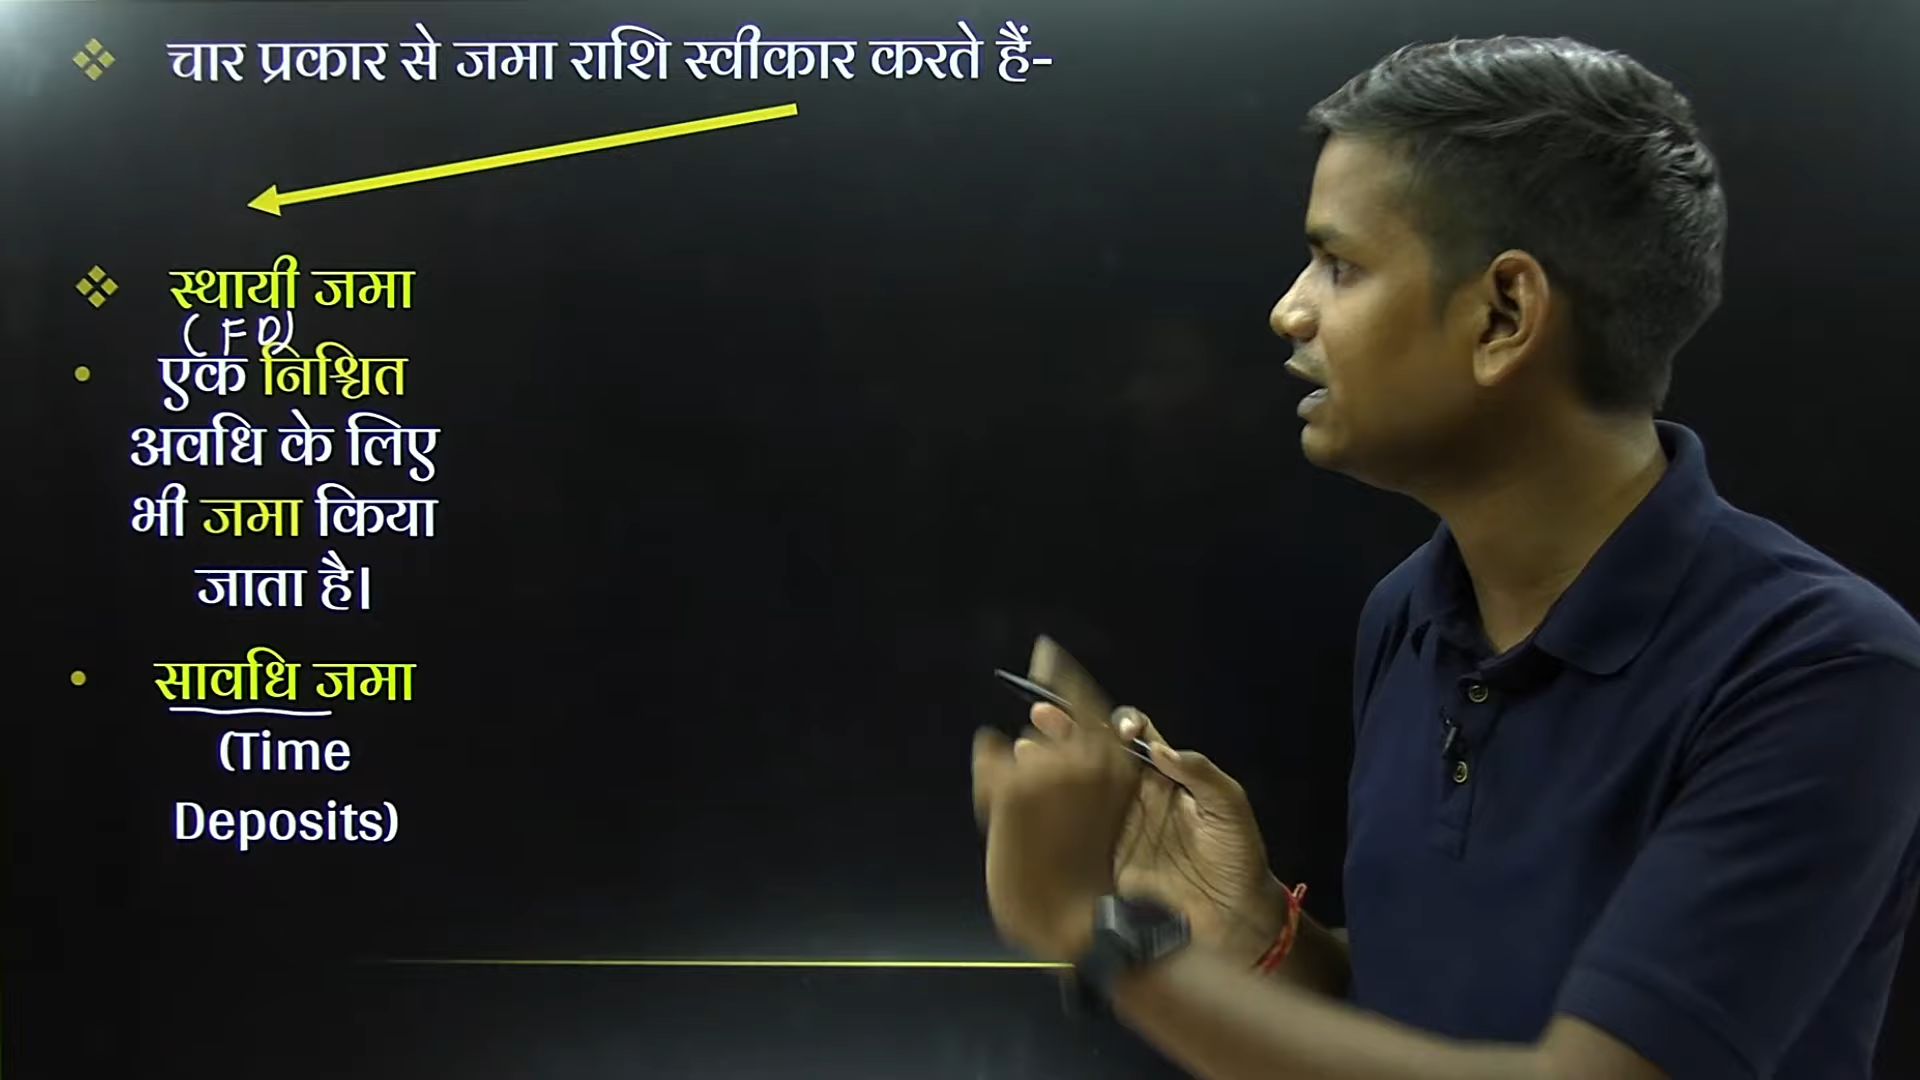 चार प्रकार से जमा राशि स्वीकार करते हैं-
स्थायी जमा
(FD)
एक निश्चित
अवधि के लिए
भी जमा किया
जाता है।
सावधि जमा
(Time
Deposits)